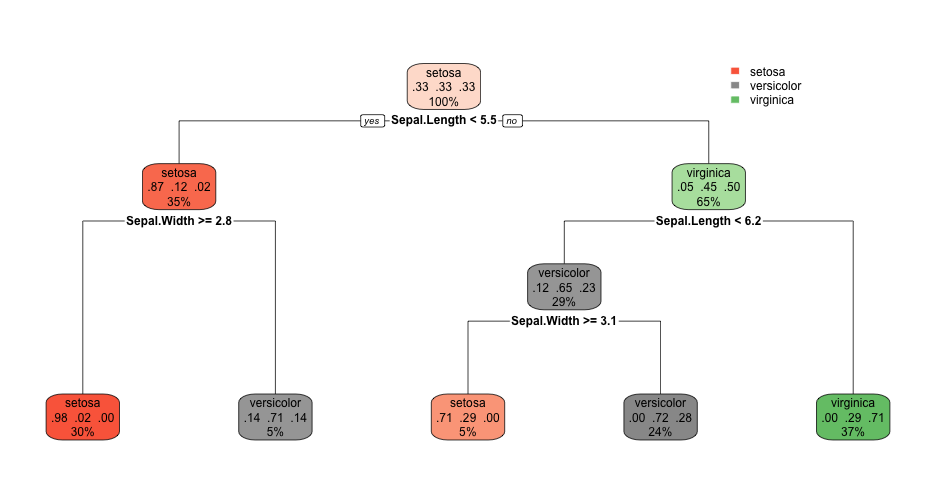 setosa
.33 .33 .33
100%
setosa
versicolor
virginica
yes Sepal.Length < 5.5 no
setosa
.87 .12 .02
35%
virginica
.05 .45 .50
65%
Sepal.Width >= 2.8
Sepal.Length < 6.2
versicolor
.12 .65 .23
29%
Sepal.Width >= 3.1
setosa
.98 .02 .00
30%
versicolor
.14 .71 .14
5%
setosa
.71 .29 .00
5%
versicolor
.00 .72 .28
24%
virginica
.00 .29 .71
37%